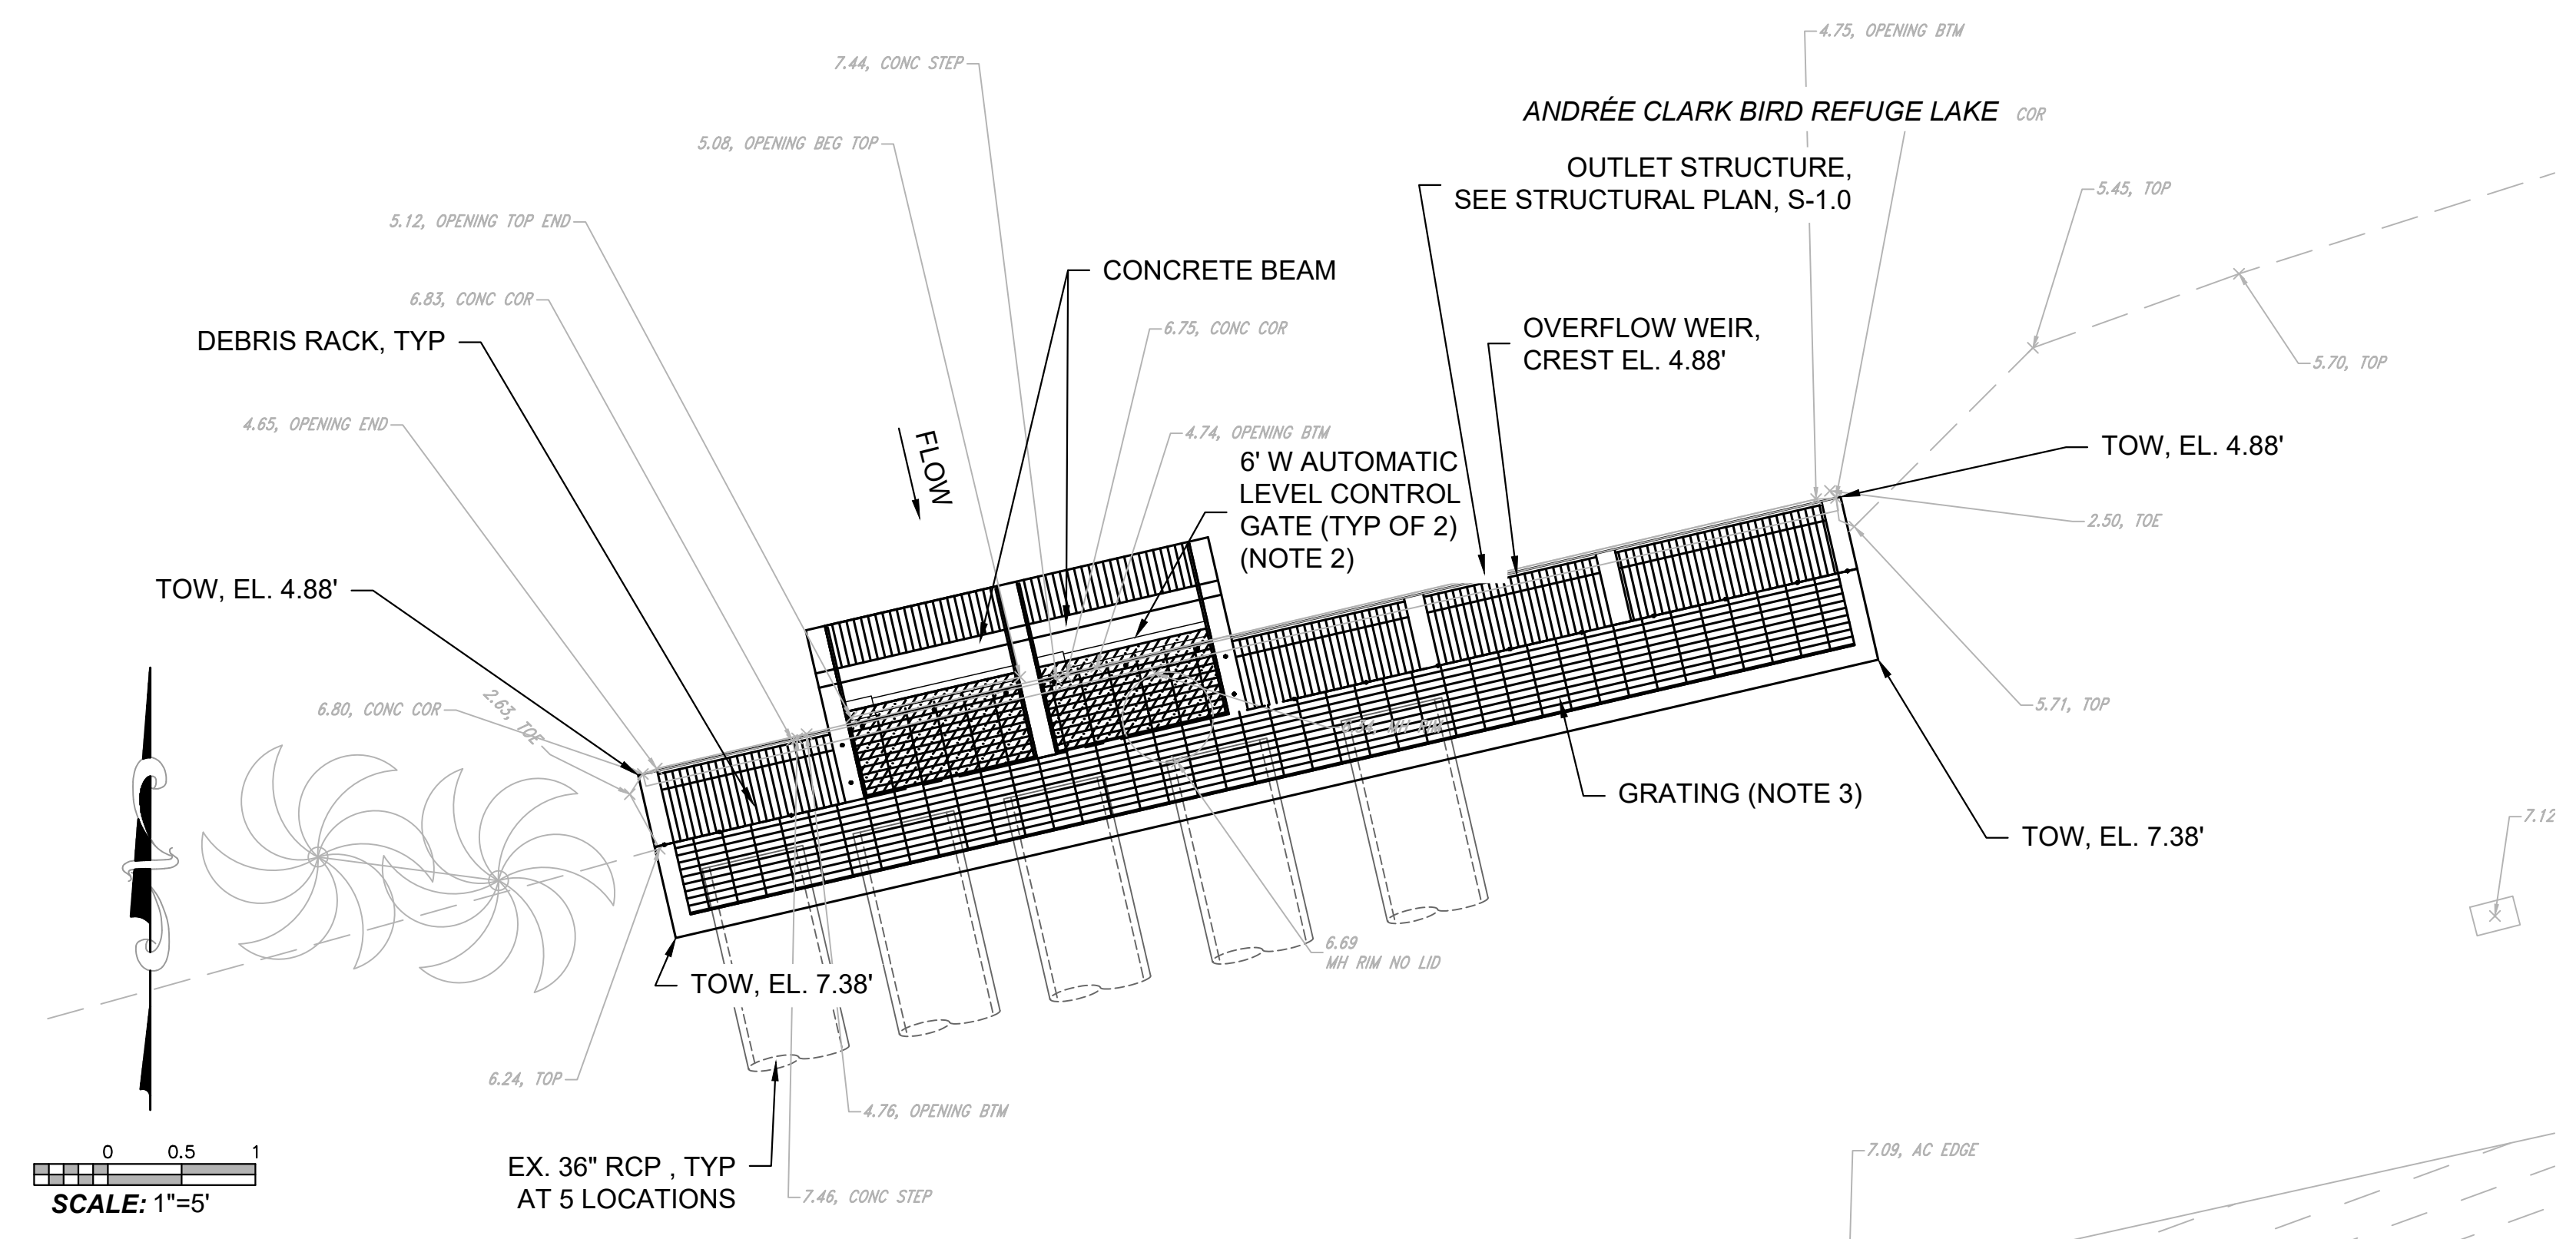 4.75, OPENING BTM
7.44, CONC STEP
ANDRÉE CLARK BIRD REFUGE LAKE
COR
5.08, OPENING BEG TOP
OUTLET STRUCTURE,
SEE STRUCTURAL PLAN, S-1.0
5.45, TOP
5.12, OPENING TOP END
CONCRETE BEAM
6.83, CONC COR
6.75, CONC COR
OVERFLOW WEIR,
CREST EL. 4.88'
DEBRIS RACK, TYP
5.70, TOP
4.65, OPENING END
4.74, OPENING BTM
FLOW
6' W AUTOMATIC
LEVEL CONTROL
GATE (TYP OF 2)
(NOTE 2)
TOW, EL. 4.88'
2.50, TOE
TOW, EL. 4.88'
6.80, CONC COR
2.63, TOE
5.71, TOP
MH RIM
GRATING (NOTE 3)
7.12
TOW, EL. 7.38'
6.69
MH RIM NO LID
TOW, EL. 7.38'
6.24, TOP
4.76, OPENING BTM
EX. 36" RCP , TYP
AT 5 LOCATIONS
7.46, CONC STEP
7.09, AC EDGE
0 0.5 1
SCALE: 1"=5'